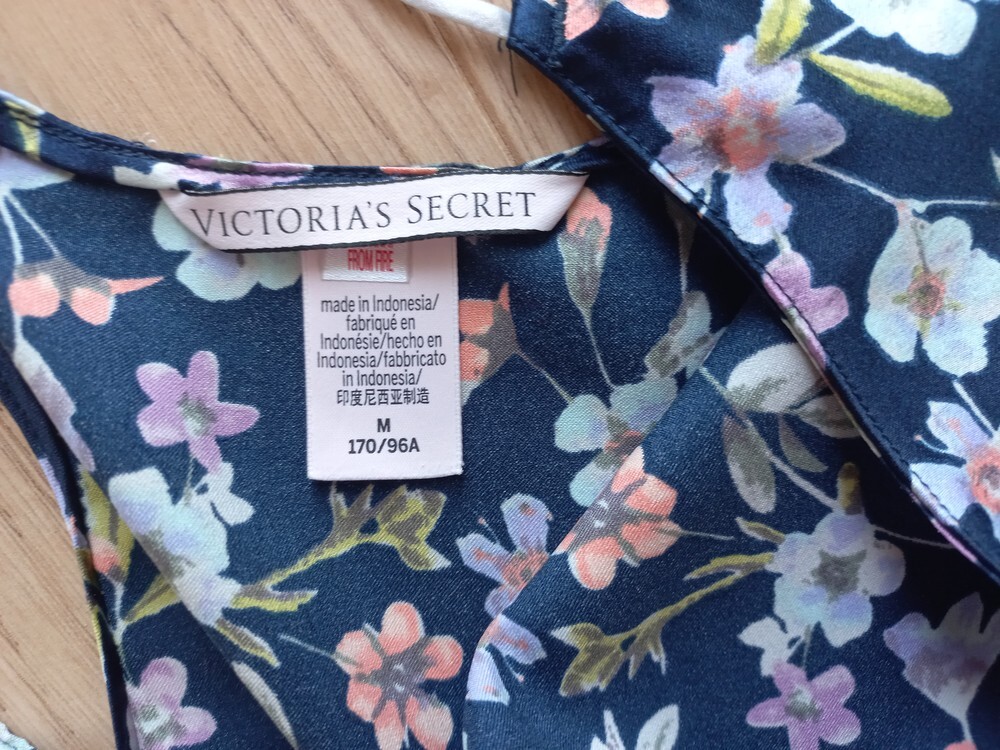 VICTORIA'S SECRET
FROM FIRE
made in Indonesia/
fabriqué en
Indonésie/hecho en
Indonesia/fabbricato
in Indonesia/
印度尼西亚制造
M
170/96A